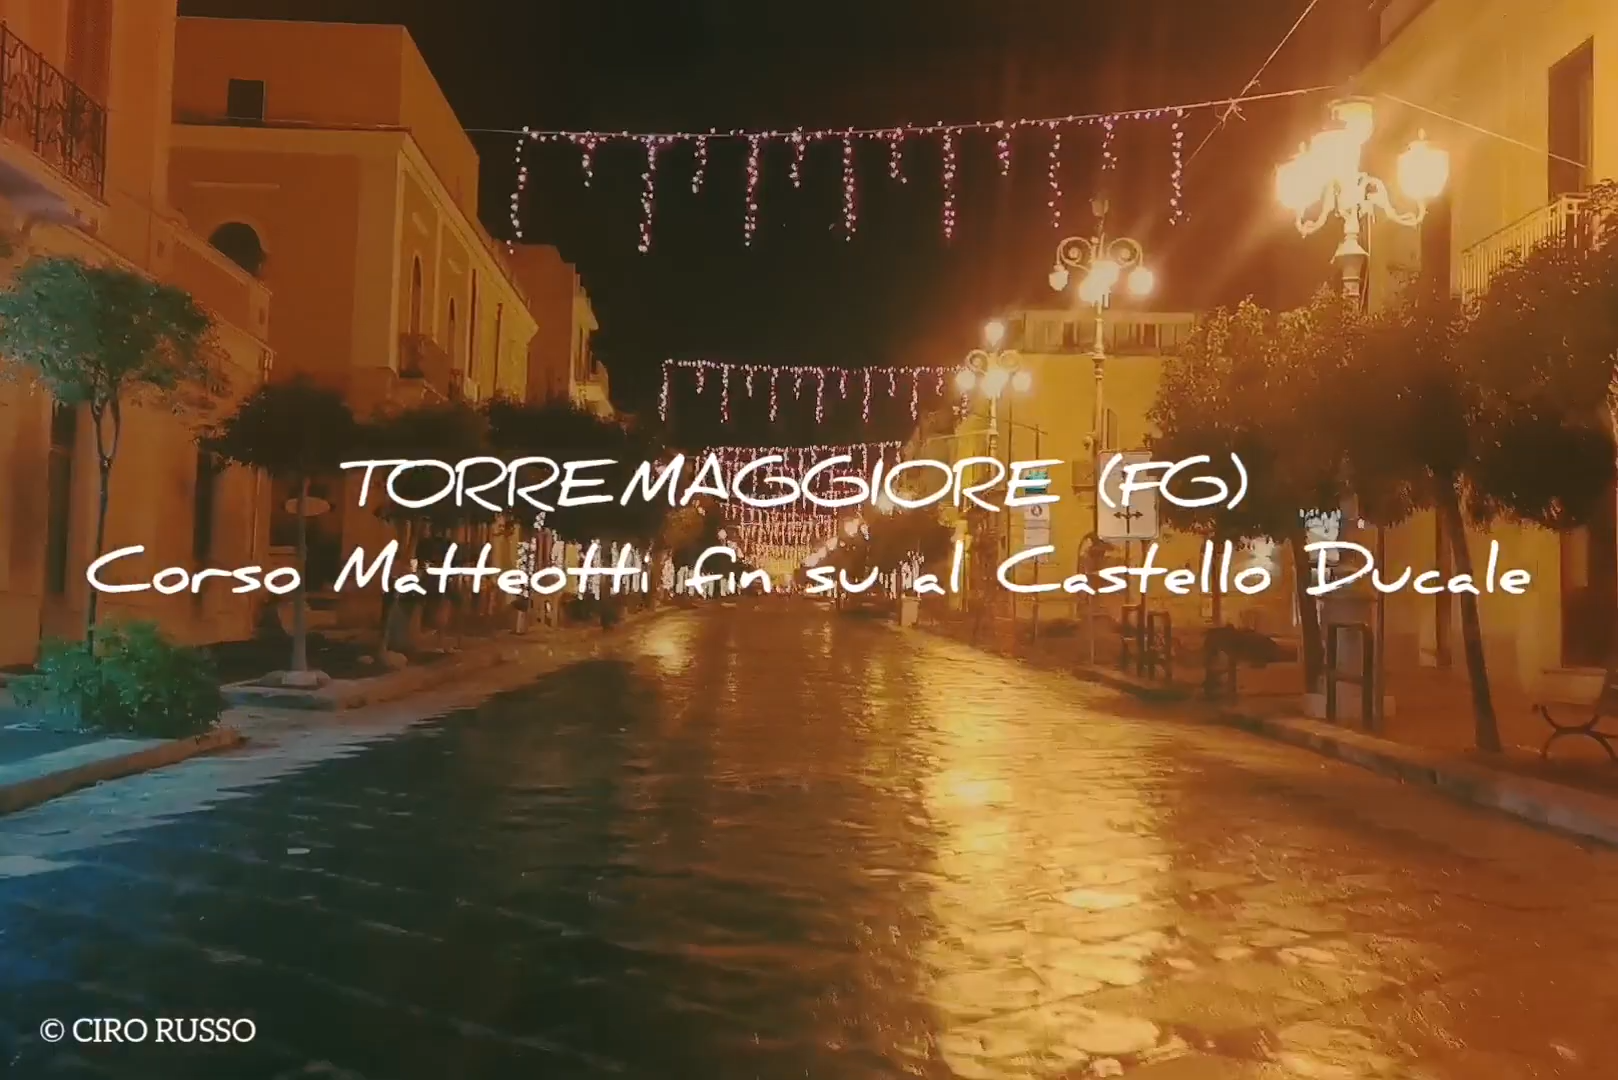 TORREMAGGIORE (FG)
Corso Matteotti fin su al Castello Ducale
© CIRO RUSSO